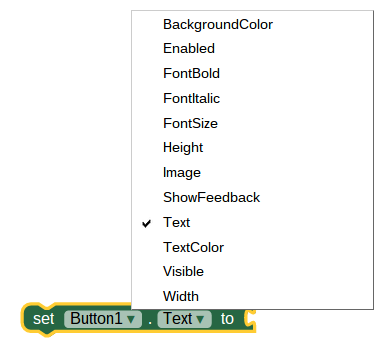 BackgroundColor
Enabled
FontBold
FontItalic
FontSize
Height
Image
ShowFeedback
Text
TextColor
Visible
Width
set Button1 . Text to